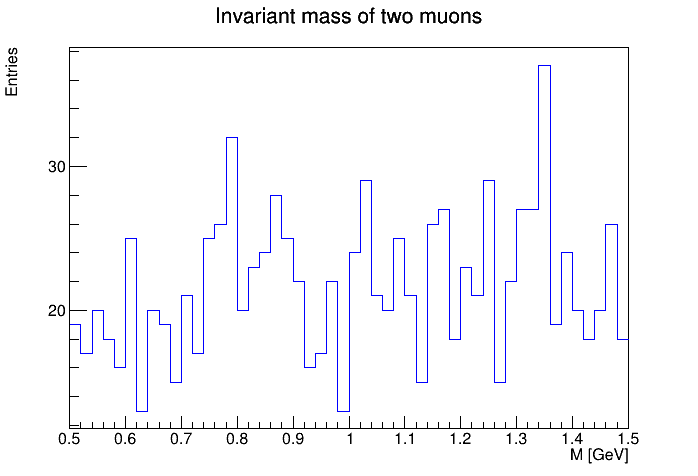 Invariant mass of two muons
Entries
30
20
0.5 0.6 0.7 0.8 0.9 1 1.1 1.2 1.3 1.4 1.5
M [GeV]